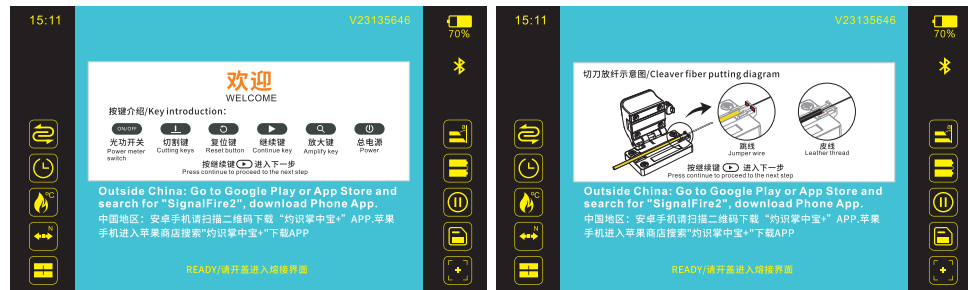 15:11
V23135646
70%
欢迎
WELCOME
按键介绍/Key introduction:
ON/OFF
光功开关
Power meter switch
切割键
Cutting keys
复位键
Reset button
继续键
Continue key
放大键
Amplify key
总电源
Power
按继续键 进入下一步
Press continue to proceed to the next step
Outside China: Go to Google Play or App Store and
search for "SignalFire2", download Phone App.
中国地区：安卓手机请扫描二维码下载“灼识掌中宝+”APP.苹果
手机进入苹果商店搜索"灼识掌中宝+"下载APP
READY/请开盖进入熔接界面
℃
N
a
15:11
V23135646
70%
切刀放纤示意图/Cleaver fiber putting diagram
跳线
Jumper wire
皮线
Leather thread
按继续键 进入下一步
Press continue to proceed to the next step
Outside China: Go to Google Play or App Store and
search for "SignalFire2", download Phone App.
中国地区：安卓手机请扫描二维码下载“灼识掌中宝+”APP.苹果
手机进入苹果商店搜索"灼识掌中宝+"下载APP
READY/请开盖进入熔接界面
℃
N
a